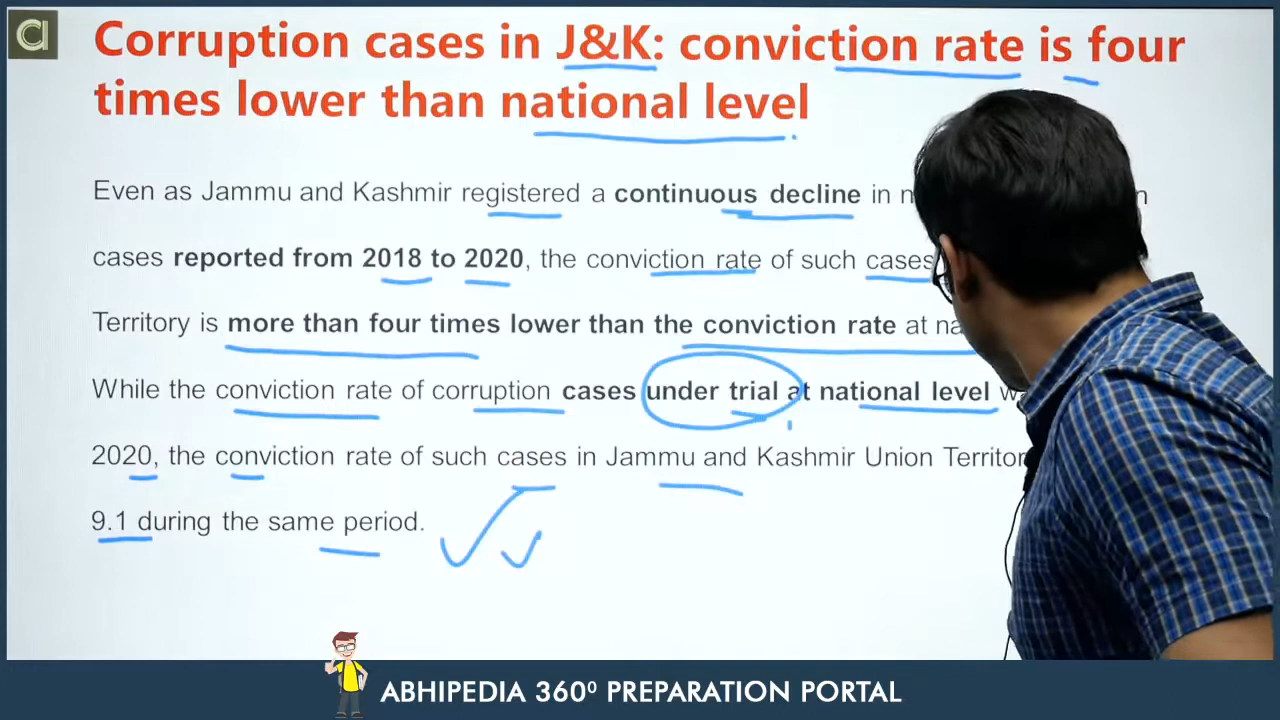 Corruption cases in J&K: conviction rate is four
times lower than national level
Even as Jammu and Kashmir registered a continuous decline in
cases reported from 2018 to 2020, the conviction rate of such cases
Territory is more than four times lower than the conviction rate at
While the conviction rate of corruption cases under trial at national level
2020, the conviction rate of such cases in Jammu and Kashmir Union
9.1 during the same period.
ABHIPEDIA 360⁰ PREPARATION PORTAL